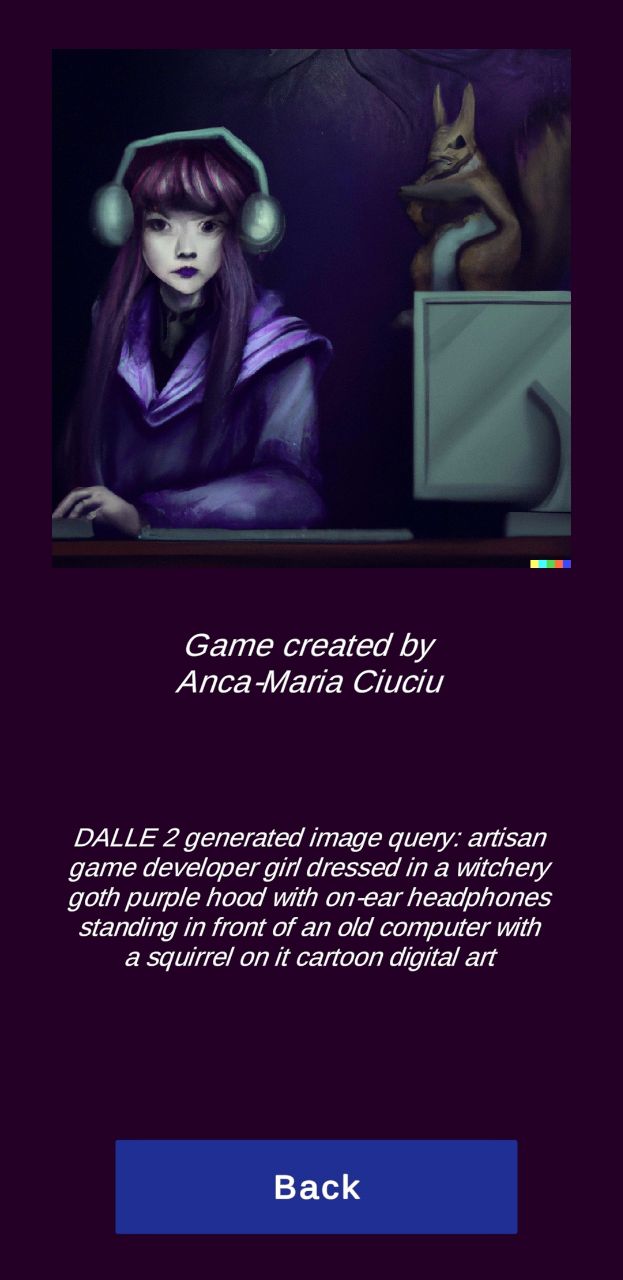 Game created by
Anca-Maria Ciuciu
DALLE 2 generated image query: artisan
game developer girl dressed in a witchery
goth purple hood with on-ear headphones
standing in front of an old computer with
a squirrel on it cartoon digital art
Back